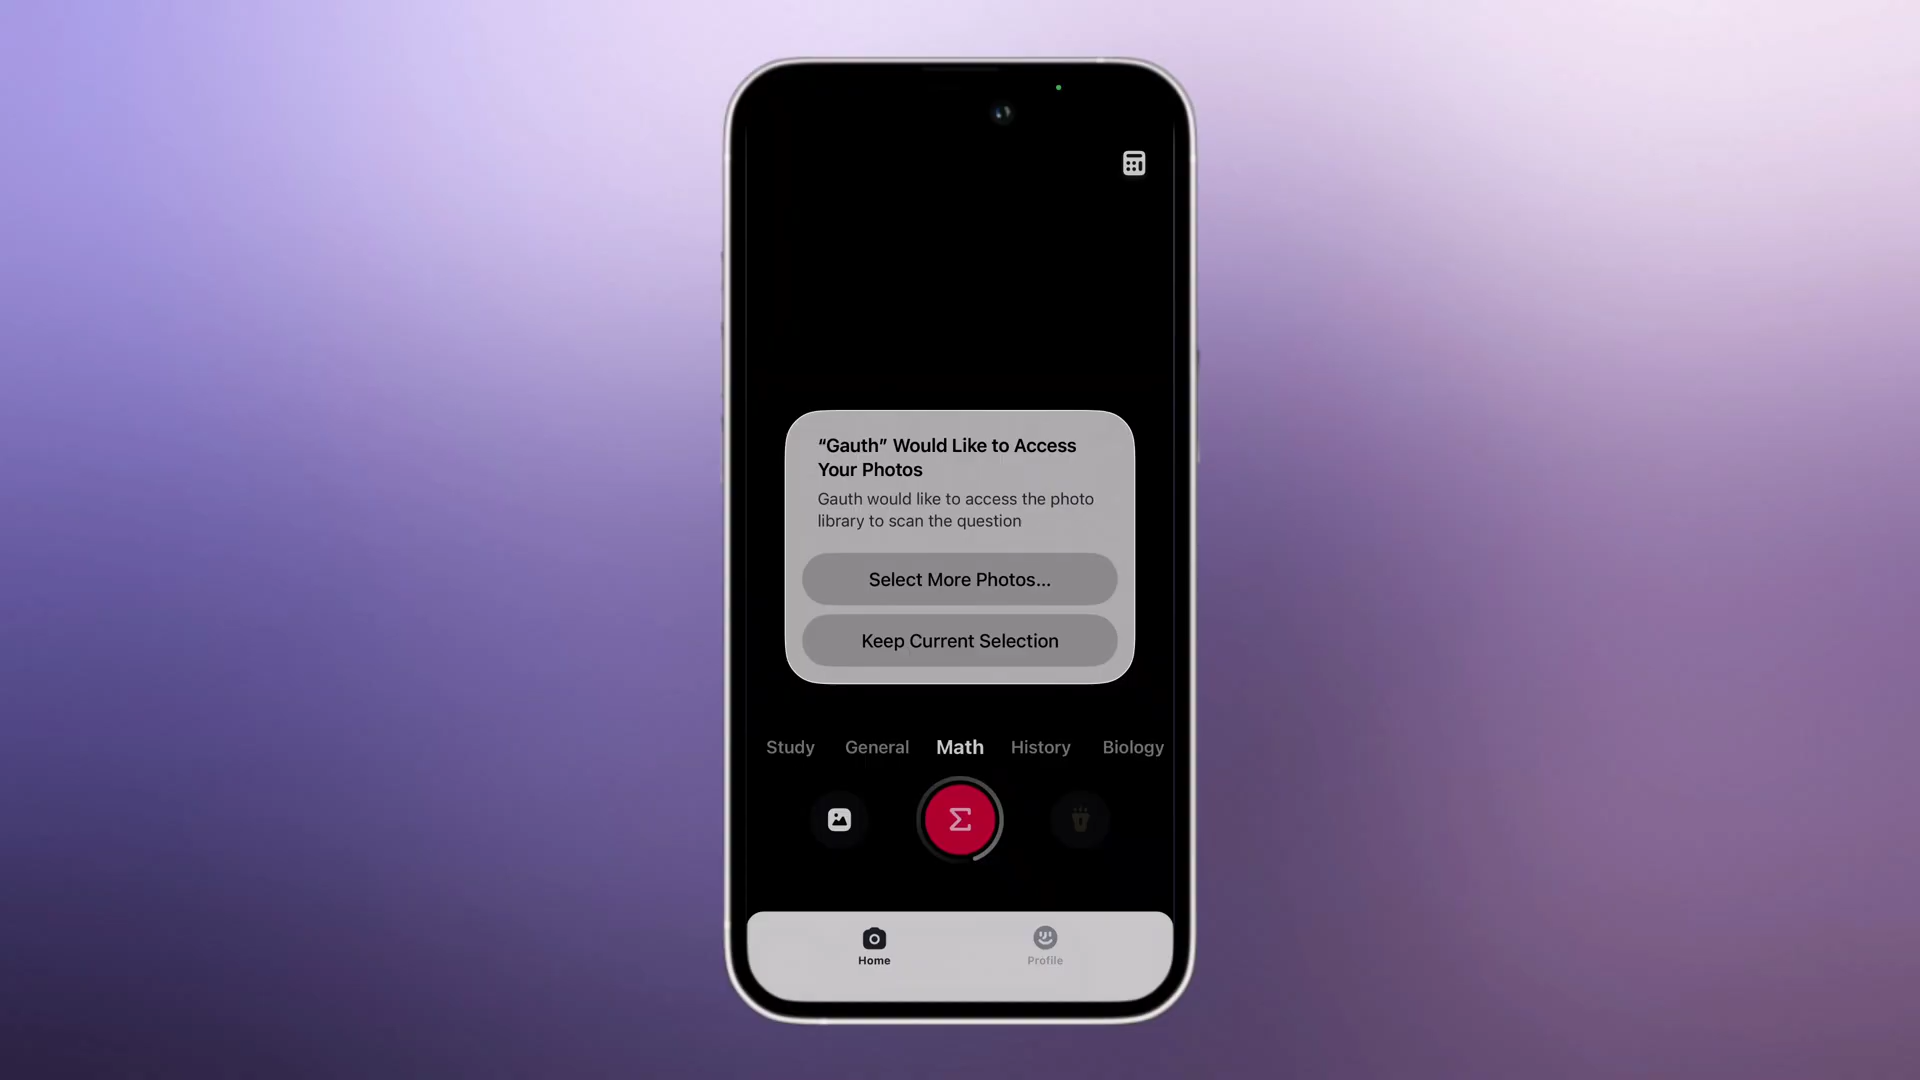 “Gauth” Would Like to Access
Your Photos
Gauth would like to access the photo
library to scan the question
Select More Photos...
Keep Current Selection
Study General Math History Biology
Home Profile